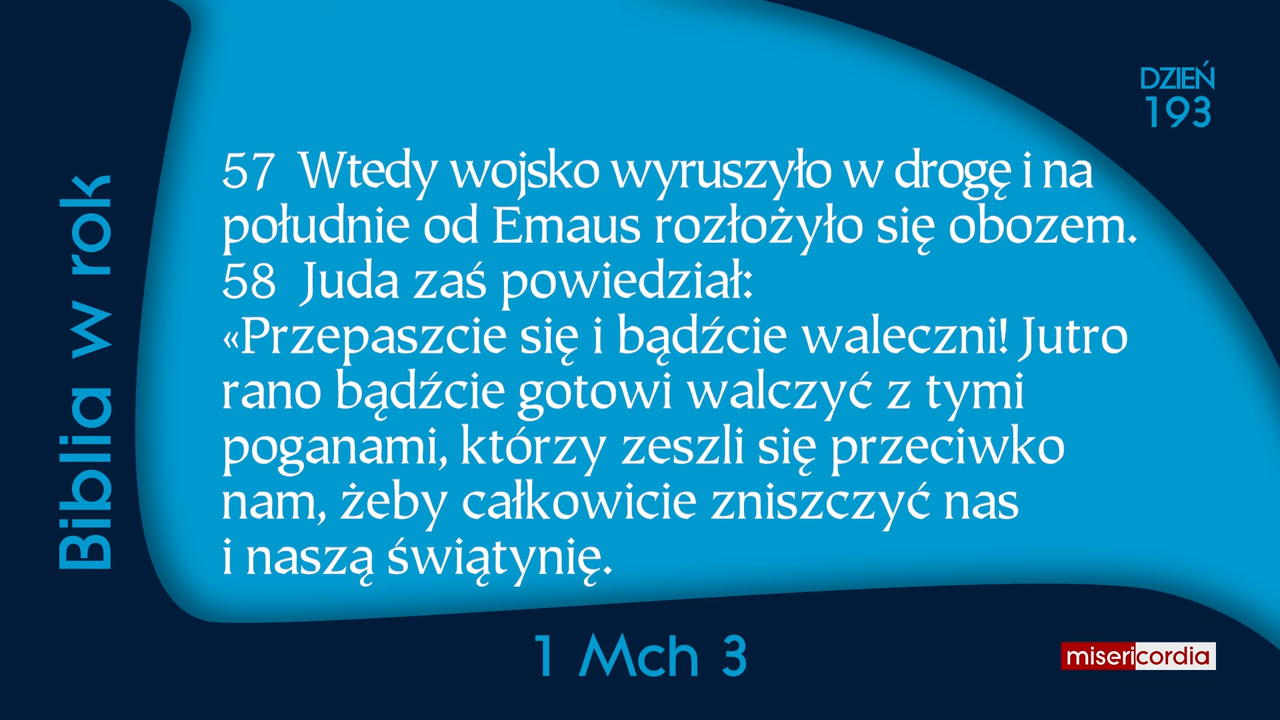 DZIEŃ
193
57 Wtedy wojsko wyruszyło w drogę i na
południe od Emaus rozłożyło się obozem.
58 Juda zaś powiedział:
«Przepaszcie się i bądźcie waleczni! Jutro
rano bądźcie gotowi walczyć z tymi
poganami, którzy zeszli się przeciwko
nam, żeby całkowicie zniszczyć nas
i naszą świątynię.
Biblia w rok
1 Mch 3
misericordia